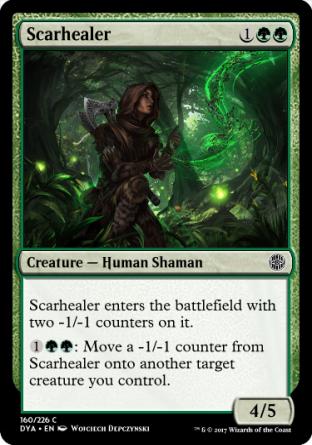 Scarhealer 1
Creature — Human Shaman
Scarhealer enters the battlefield with
two -1/-1 counters on it.
1 : Move a -1/-1 counter from
Scarhealer onto another target
creature you control.
4/5
160/226 C
DYA • EN Wojciech Depczynski
™ & © 2017 Wizards of the Coast